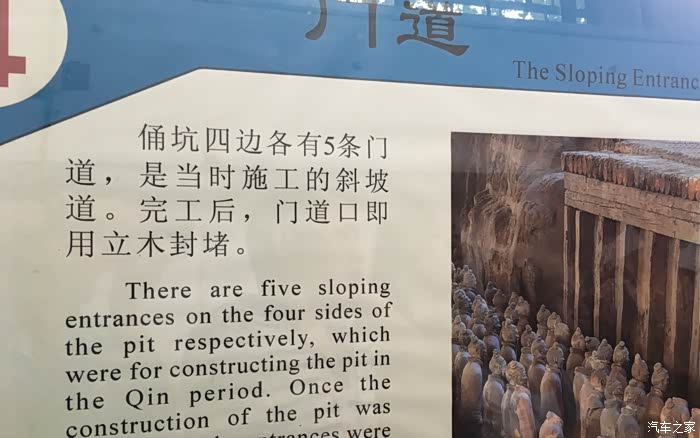 4
门道
The Sloping Entranc
俑坑四边各有5条门
道，是当时施工的斜坡
道。完工后，门道口即
用立木封堵。
There are five sloping
entrances on the four sides of
the pit respectively, which
were for constructing the pit in
the Qin period. Once the
construction of the pit was
entrances were
汽车之家